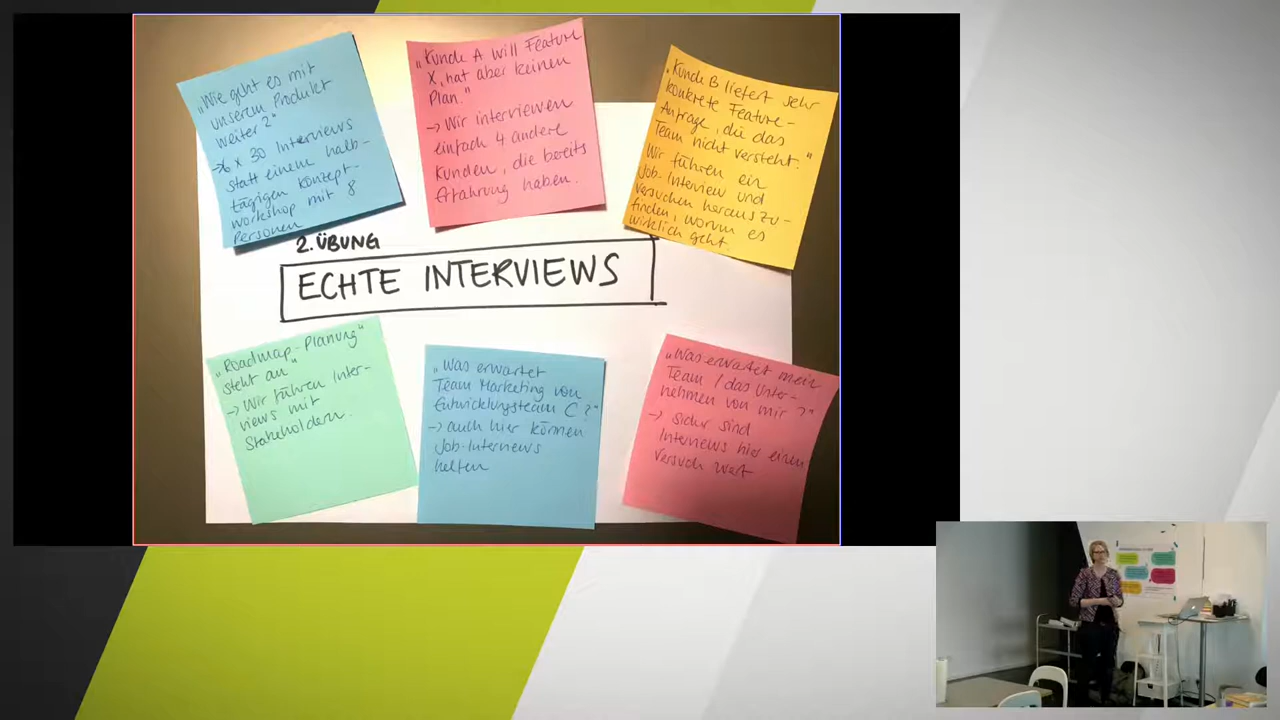 „Wie geht es mit
unserem Produkt
weiter?"
→ 6 x 30 Interviews
statt einem halb-
tägigen Konzept-
workshop mit 8
Personen
„Kunde A will Feature
X, hat aber keinen
Plan."
→ Wir interviewen
einfach 4 andere
Kunden, die bereits
Erfahrung haben.
„Kunde B liefert sehr
konkrete Feature-
Anfrage, die das
Team nicht versteht."
Wir führen ein
Job-Interview und
versuchen herauszu-
finden, worum es
wirklich geht.
2. ÜBUNG
ECHTE INTERVIEWS
„Roadmap-Planung"
steht an"
→ Wir führen Inter-
views mit
Stakeholdern.
„Was erwartet
Team Marketing von
Entwicklungsteam C?"
→ auch hier können
Job-Interviews
helfen
„Was erwartet mein
Team / das Unter-
nehmen von mir?"
→ sicher sind
Interviews hier einen
Versuch wert